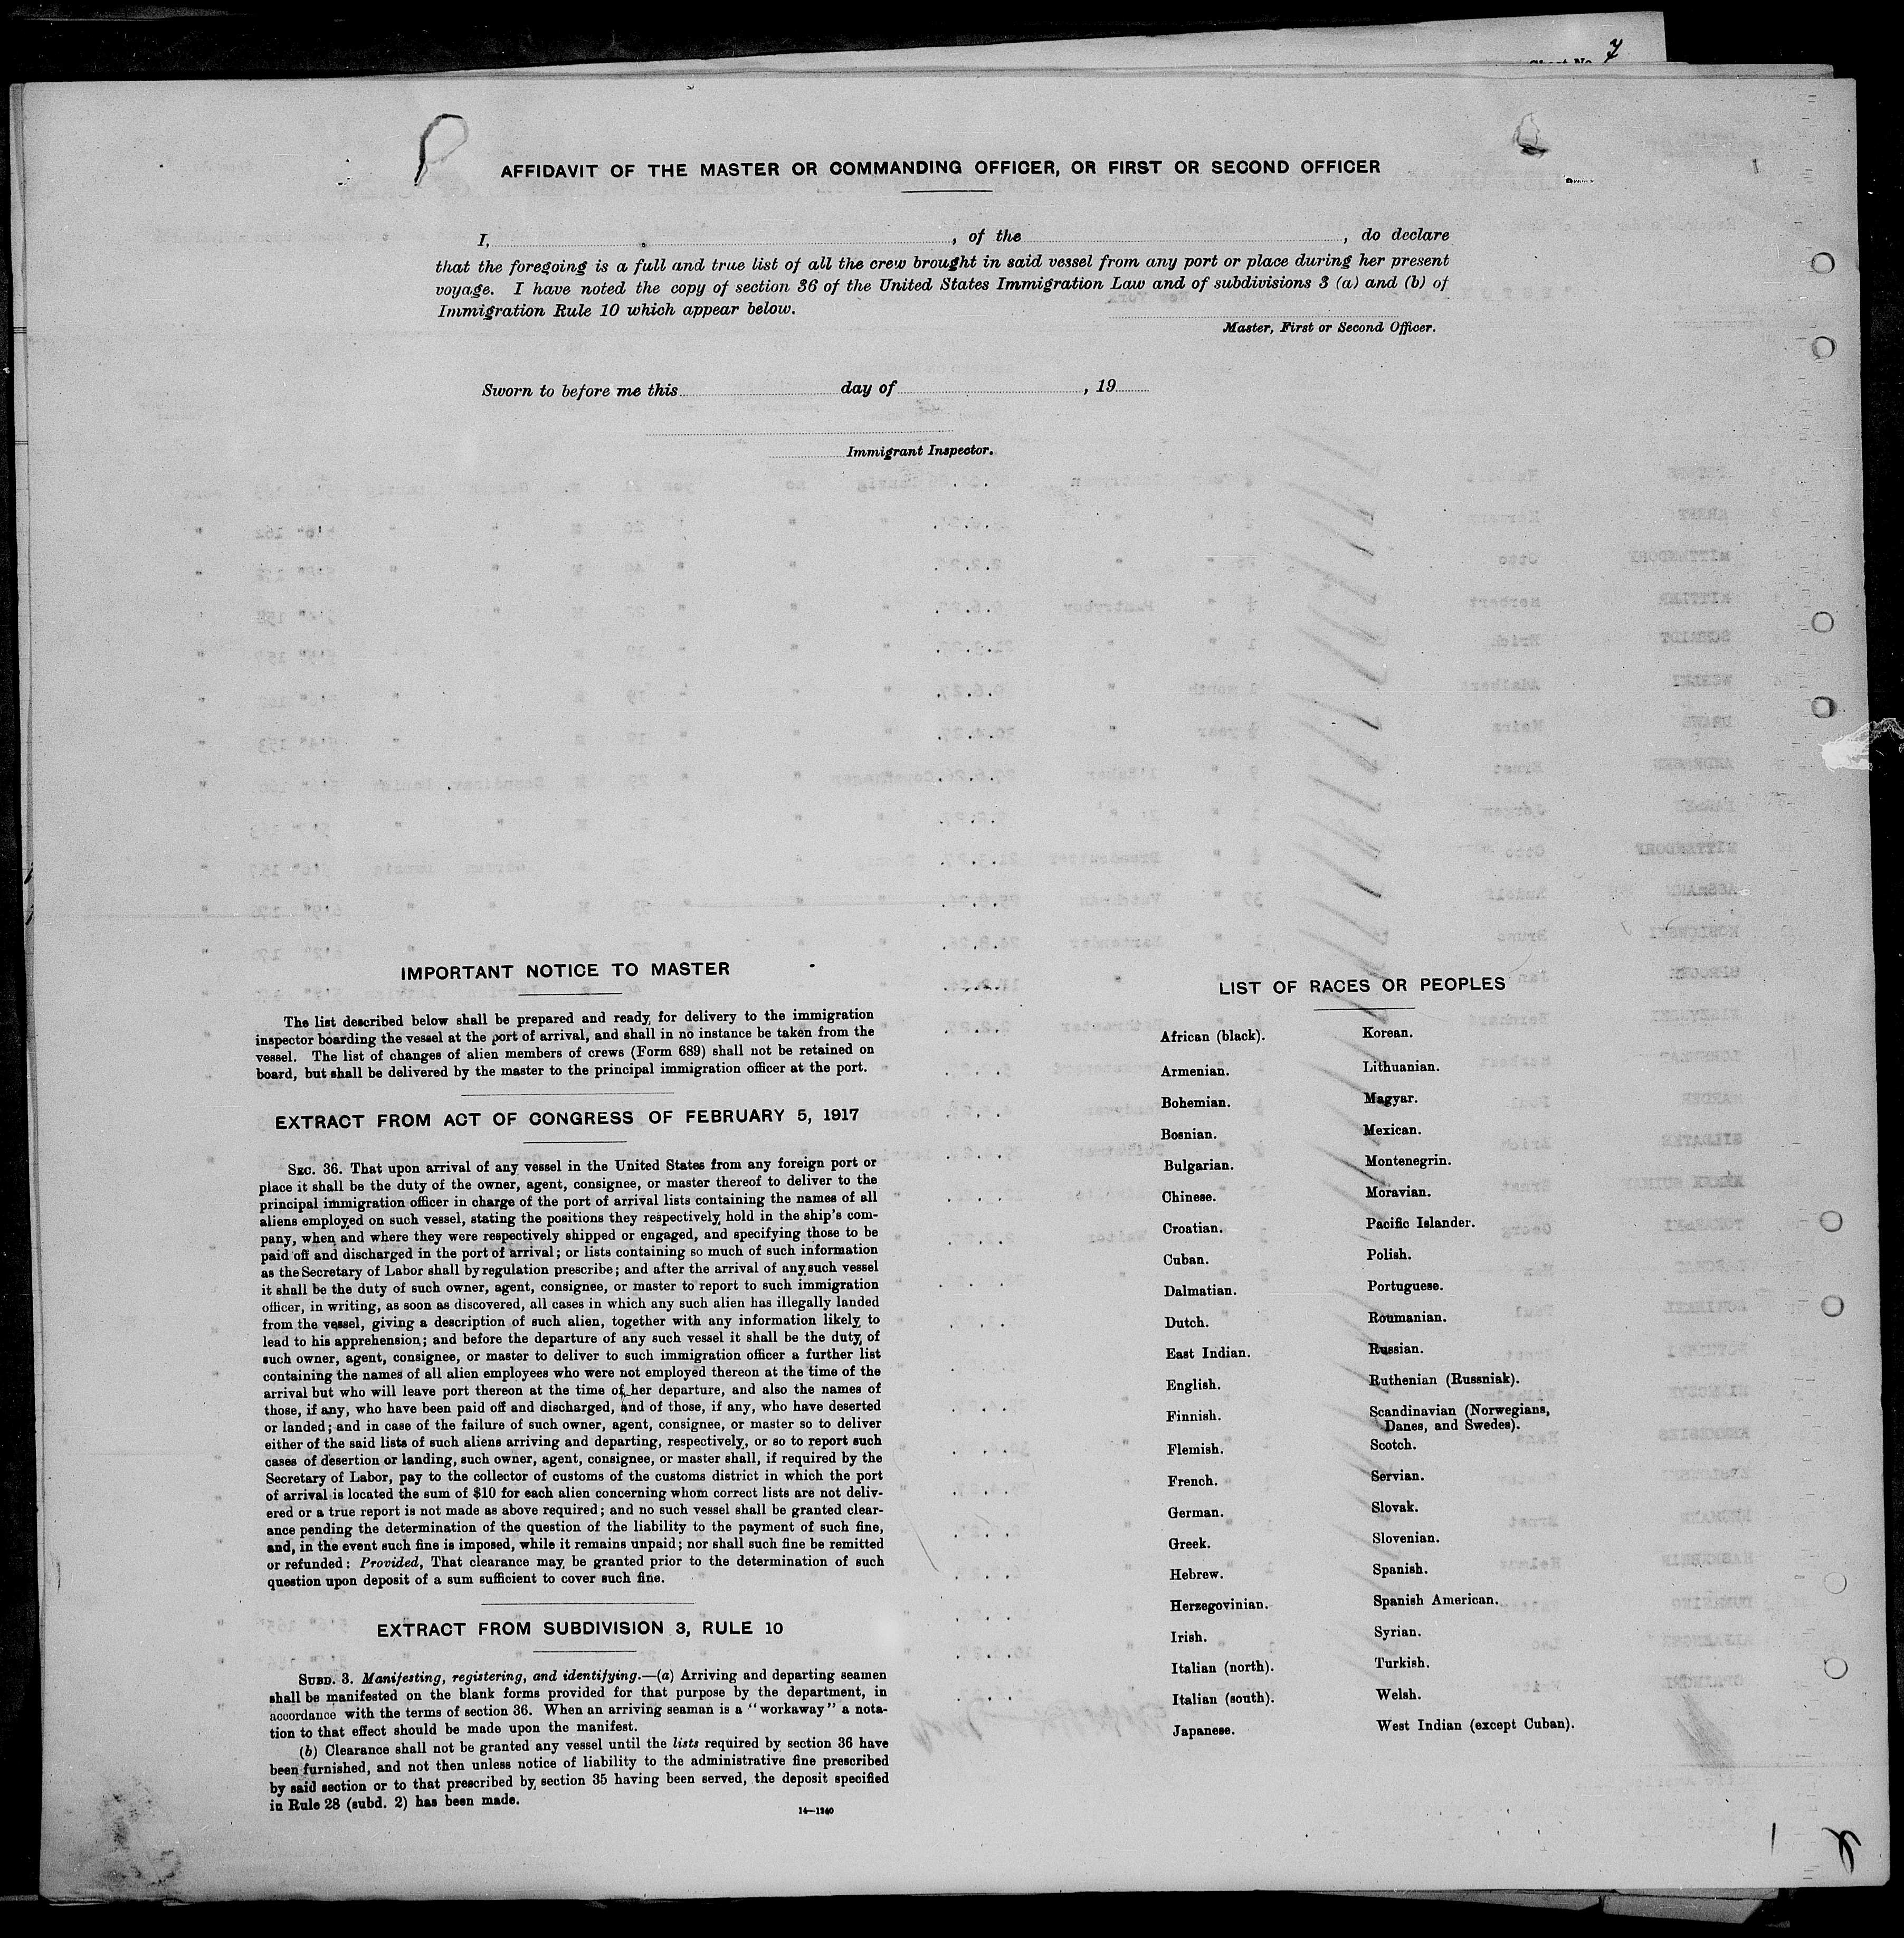 7
AFFIDAVIT OF THE MASTER OR COMMANDING OFFICER, OR FIRST OR SECOND OFFICER
I, , of the , do declare
that the foregoing is a full and true list of all the crew brought in said vessel from any port or place during her present
voyage. I have noted the copy of section 36 of the United States Immigration Law and of subdivisions 3 (a) and (b) of
Immigration Rule 10 which appear below.
Master, First or Second Officer.
Sworn to before me this day of , 19
Immigrant Inspector.
IMPORTANT NOTICE TO MASTER
The list described below shall be prepared and ready for delivery to the immigration
inspector boarding the vessel at the port of arrival, and shall in no instance be taken from the
vessel. The list of changes of alien members of crews (Form 689) shall not be retained on
board, but shall be delivered by the master to the principal immigration officer at the port.
EXTRACT FROM ACT OF CONGRESS OF FEBRUARY 5, 1917
SEC. 36. That upon arrival of any vessel in the United States from any foreign port or
place it shall be the duty of the owner, agent, consignee, or master thereof to deliver to the
principal immigration officer in charge of the port of arrival lists containing the names of all
aliens employed on such vessel, stating the positions they respectively hold in the ship's com-
pany, when and where they were respectively shipped or engaged, and specifying those to be
paid off and discharged in the port of arrival; or lists containing so much of such information
as the Secretary of Labor shall by regulation prescribe; and after the arrival of any such vessel
it shall be the duty of such owner, agent, consignee, or master to report to such immigration
officer, in writing, as soon as discovered, all cases in which any such alien has illegally landed
from the vessel, giving a description of such alien, together with any information likely to
lead to his apprehension; and before the departure of any such vessel it shall be the duty of
such owner, agent, consignee, or master to deliver to such immigration officer a further list
containing the names of all alien employees who were not employed thereon at the time of the
arrival but who will leave port thereon at the time of her departure, and also the names of
those, if any, who have been paid off and discharged, and of those, if any, who have deserted
or landed; and in case of the failure of such owner, agent, consignee, or master so to deliver
either of the said lists of such aliens arriving and departing, respectively, or so to report such
cases of desertion or landing, such owner, agent, consignee, or master shall, if required by the
Secretary of Labor, pay to the collector of customs of the customs district in which the port
of arrival is located the sum of $10 for each alien concerning whom correct lists are not deliv-
ered or a true report is not made as above required; and no such vessel shall be granted clear-
ance pending the determination of the question of the liability to the payment of such fine,
and, in the event such fine is imposed, while it remains unpaid; nor shall such fine be remitted
or refunded: Provided, That clearance may be granted prior to the determination of such
question upon deposit of a sum sufficient to cover such fine.
EXTRACT FROM SUBDIVISION 3, RULE 10
SUBD. 3. Manifesting, registering, and identifying.—(a) Arriving and departing seamen
shall be manifested on the blank forms provided for that purpose by the department, in
accordance with the terms of section 36. When an arriving seaman is a "workaway" a nota-
tion to that effect should be made upon the manifest.
(b) Clearance shall not be granted any vessel until the lists required by section 36 have
been furnished, and not then unless notice of liability to the administrative fine prescribed
by said section or to that prescribed by section 35 having been served, the deposit specified
in Rule 28 (subd. 2) has been made.
14—1240
LIST OF RACES OR PEOPLES
African (black).
Armenian.
Bohemian.
Bosnian.
Bulgarian.
Chinese.
Croatian.
Cuban.
Dalmatian.
Dutch.
East Indian.
English.
Finnish.
Flemish.
French.
German.
Greek.
Hebrew.
Herzegovinian.
Irish.
Italian (north).
Italian (south).
Japanese.
Korean.
Lithuanian.
Magyar.
Mexican.
Montenegrin.
Moravian.
Pacific Islander.
Polish.
Portuguese.
Roumanian.
Russian.
Ruthenian (Russniak).
Scandinavian (Norwegians,
Danes, and Swedes).
Scotch.
Servian.
Slovak.
Slovenian.
Spanish.
Spanish American.
Syrian.
Turkish.
Welsh.
West Indian (except Cuban).